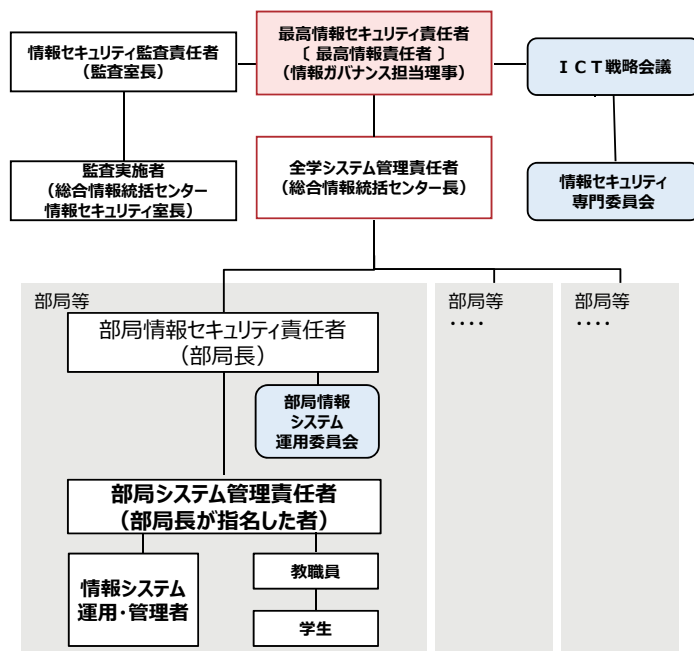 最高情報セキュリティ責任者
〔 最高情報責任者 〕
(情報ガバナンス担当理事)
情報セキュリティ監査責任者
(監査室長)
ICT戦略会議
監査実施者
(総合情報統括センター
情報セキュリティ室長)
全学システム管理責任者
(総合情報統括センター長)
情報セキュリティ
専門委員会
部局等
部局情報セキュリティ責任者
(部局長)
部局情報
システム
運用委員会
部局システム管理責任者
(部局長が指名した者)
情報システム
運用・管理者
教職員
学生
部局等
・・・・
部局等
・・・・